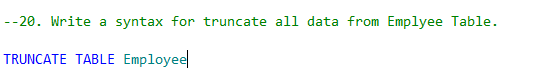 --20. Write a syntax for truncate all data from Emplyee Table.
TRUNCATE TABLE Employee